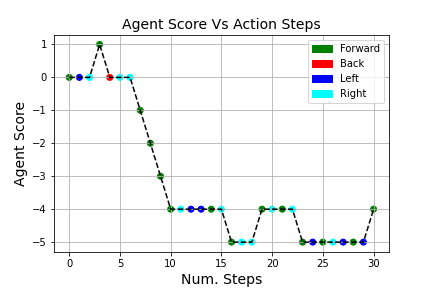 Agent Score Vs Action Steps
1
0
−1
−2
−3
−4
−5
Agent Score
Forward
Back
Left
Right
0 5 10 15 20 25 30
Num. Steps